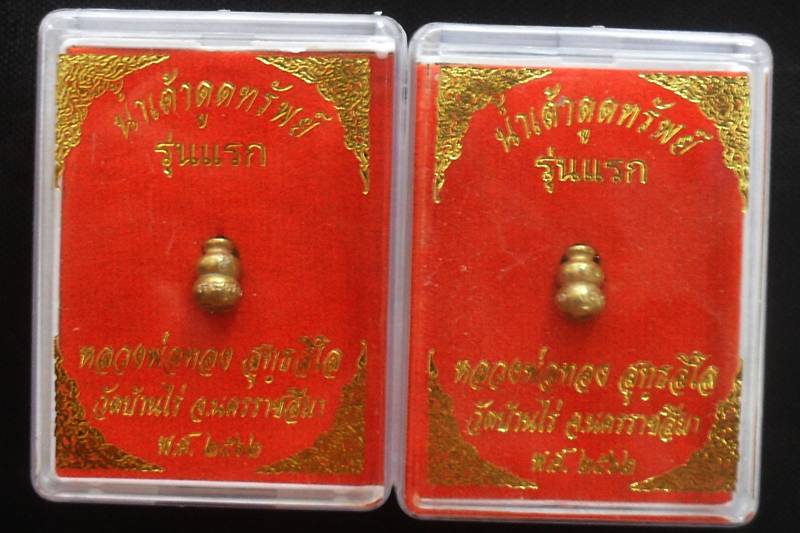 น้ำเต้าดูดทรัพย์
รุ่นแรก
หลวงพ่อทอง สุทฺธสีโล
วัดบ้านไร่ จ.นครราชสีมา
พ.ศ. ๒๕๖๒
น้ำเต้าดูดทรัพย์
รุ่นแรก
หลวงพ่อทอง สุทฺธสีโล
วัดบ้านไร่ จ.นครราชสีมา
พ.ศ. ๒๕๖๒